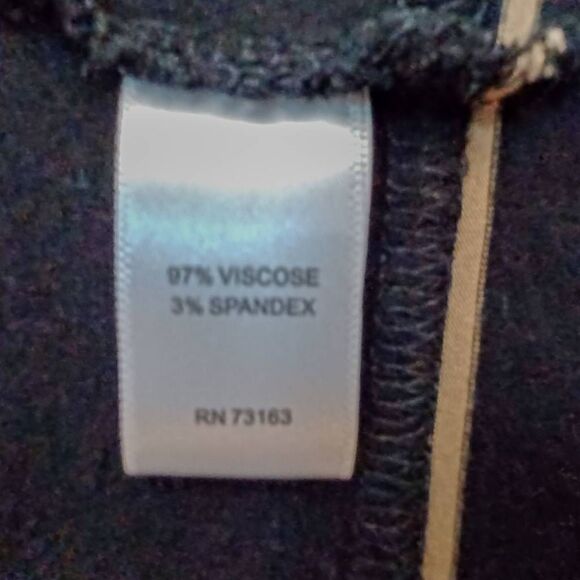 97% VISCOSE
3% SPANDEX
RN 73163